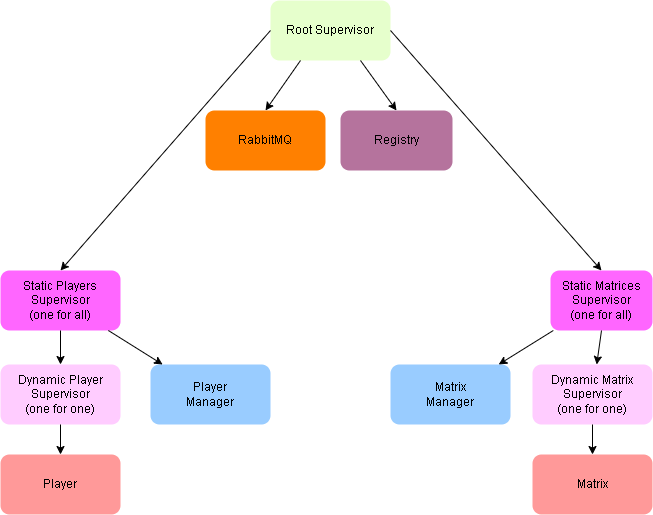 Root Supervisor
RabbitMQ
Registry
Static Players
Supervisor
(one for all)
Static Matrices
Supervisor
(one for all)
Dynamic Player
Supervisor
(one for one)
Player
Manager
Matrix
Manager
Dynamic Matrix
Supervisor
(one for one)
Player
Matrix